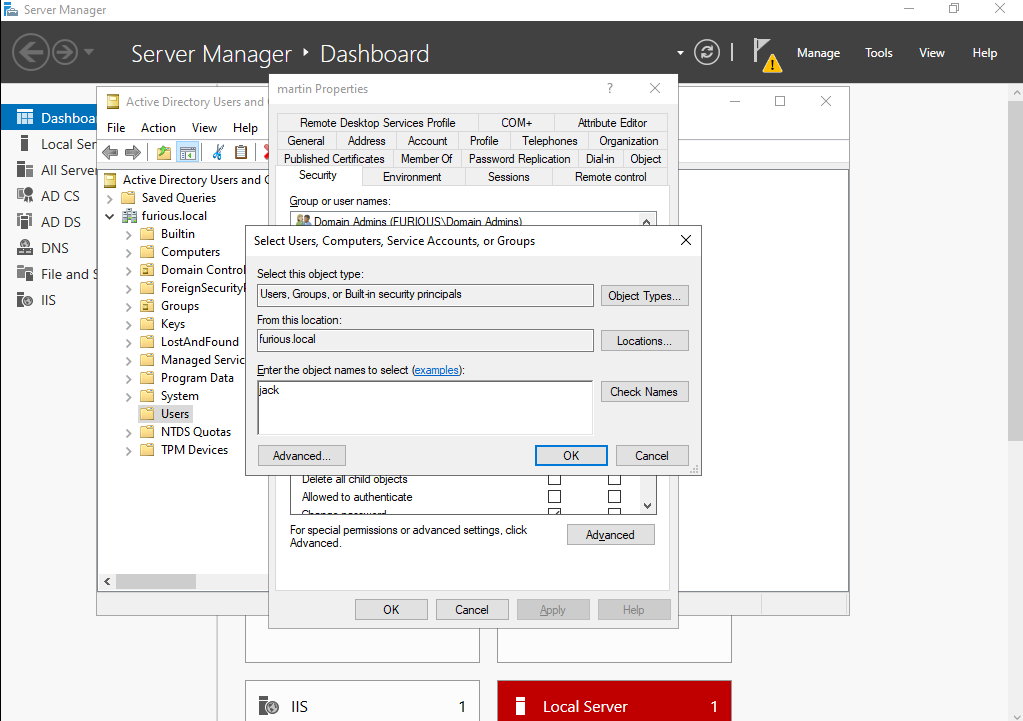 Server Manager
Server Manager ‣ Dashboard
Manage Tools View Help
Dashboa
Local Ser
All Server
AD CS
AD DS
DNS
File and S
IIS
Active Directory Users and
File Action View Help
Active Directory Users and C
Saved Queries
furious.local
Builtin
Computers
Domain Control
ForeignSecurityP
Groups
Keys
LostAndFound
Managed Servic
Program Data
System
Users
NTDS Quotas
TPM Devices
martin Properties
Remote Desktop Services Profile COM+ Attribute Editor
General Address Account Profile Telephones Organization
Published Certificates Member Of Password Replication Dial-in Object
Security Environment Sessions Remote control
Group or user names:
Domain Admins (FURIOUS\Domain Admins)
Select Users, Computers, Service Accounts, or Groups
Select this object type:
Users, Groups, or Built-in security principals
Object Types...
From this location:
furious.local
Locations...
Enter the object names to select (examples):
jack
Check Names
Advanced...
OK
Cancel
Delete all child objects
Allowed to authenticate
Change password
For special permissions or advanced settings, click
Advanced.
Advanced
OK Cancel Apply Help
IIS 1
Local Server 1